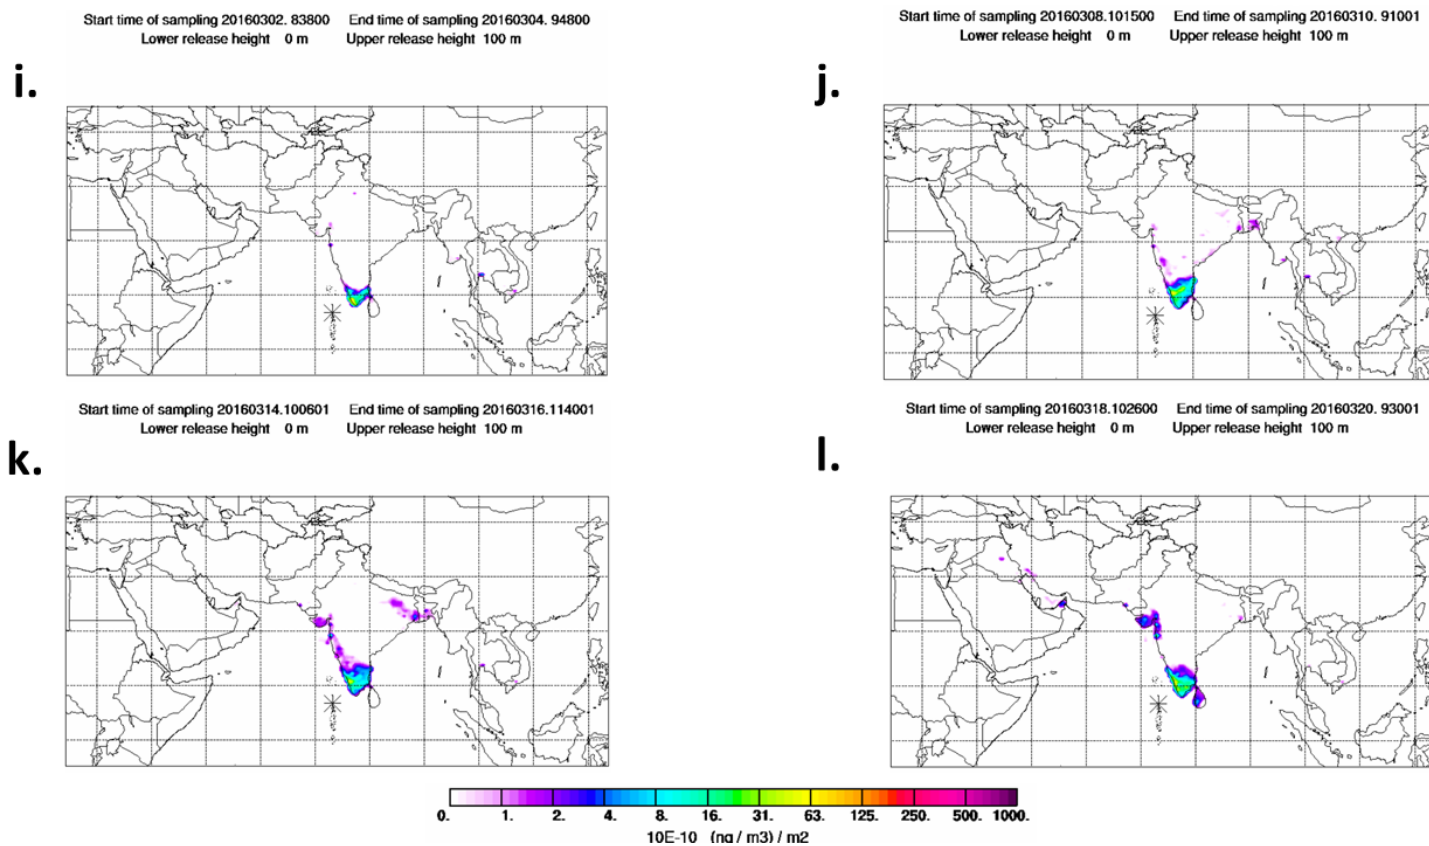 Start time of sampling 20160302. 83800 End time of sampling 20160304. 94800
Lower release height 0 m Upper release height 100 m
i.
Start time of sampling 20160308.101500 End time of sampling 20160310. 91001
Lower release height 0 m Upper release height 100 m
j.
Start time of sampling 20160314.100601 End time of sampling 20160316.114001
Lower release height 0 m Upper release height 100 m
k.
Start time of sampling 20160318.102600 End time of sampling 20160320. 93001
Lower release height 0 m Upper release height 100 m
l.
0. 1. 2. 4. 8. 16. 31. 63. 125. 250. 500. 1000.
10E-10 (ng / m3) / m2